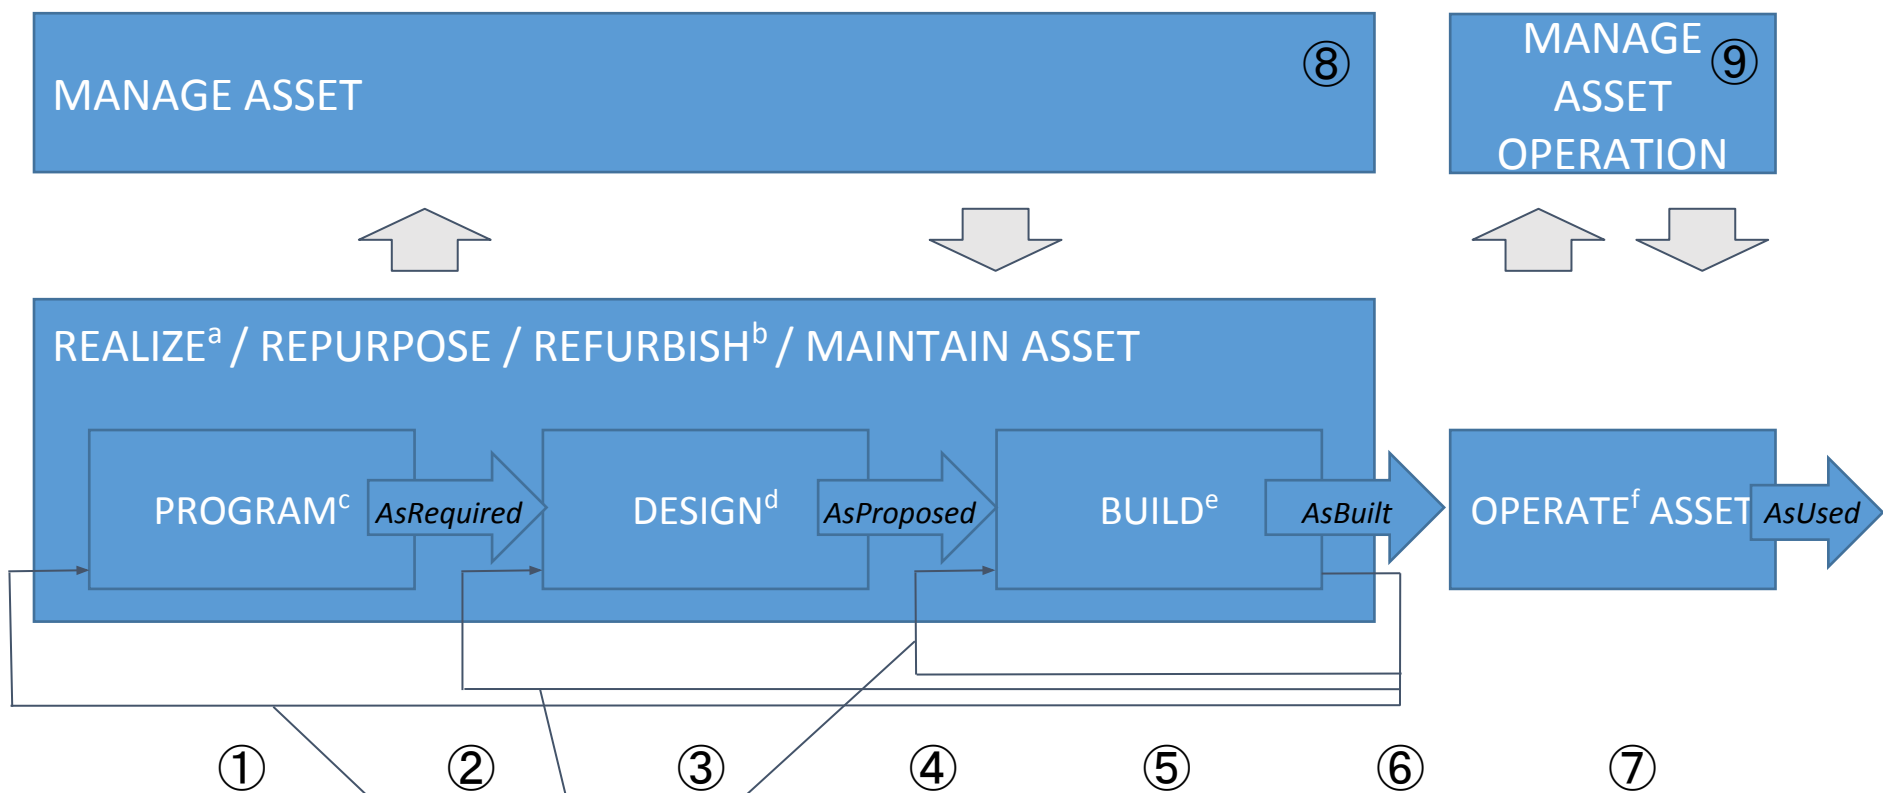 MANAGE ASSET
⑧
MANAGE
ASSET
OPERATION
⑨
REALIZEᵃ / REPURPOSE / REFURBISHᵇ / MAINTAIN ASSET
PROGRAMᶜ
AsRequired
DESIGNᵈ
AsProposed
BUILDᵉ
AsBuilt
OPERATEᶠ ASSET
AsUsed
① ② ③ ④ ⑤ ⑥ ⑦